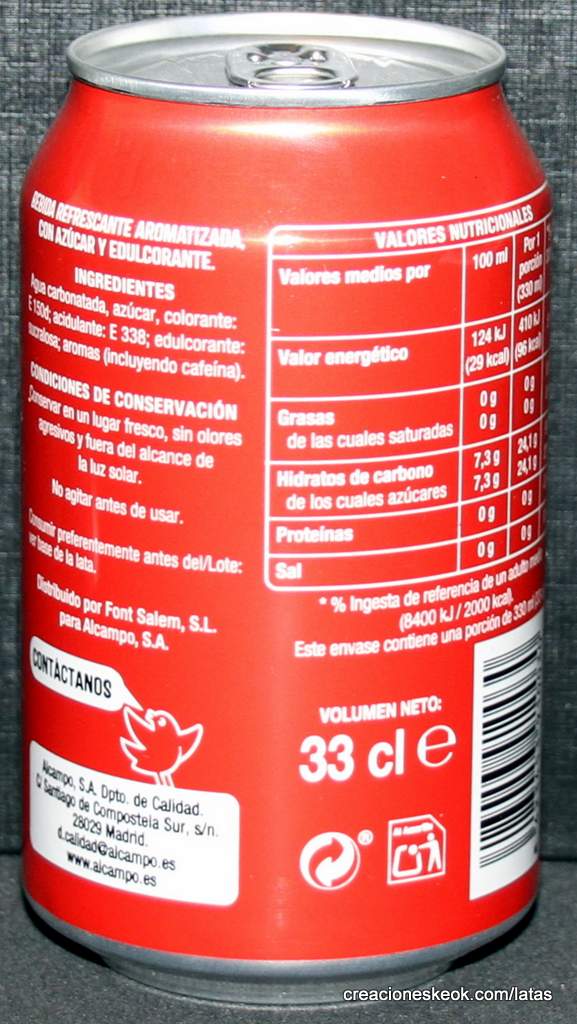 BEBIDA REFRESCANTE AROMATIZADA,
CON AZÚCAR Y EDULCORANTE.
INGREDIENTES
Agua carbonatada, azúcar, colorante:
E 150d; acidulante: E 338; edulcorante:
sucralosa; aromas (incluyendo cafeína).
CONDICIONES DE CONSERVACIÓN
Conservar en un lugar fresco, sin olores
agresivos y fuera del alcance de
la luz solar.
No agitar antes de usar.
Consumir preferentemente antes del/Lote:
ver base de la lata.
Distribuido por Font Salem, S.L.
para Alcampo, S.A.
CONTÁCTANOS
Alcampo, S.A. Dpto. de Calidad.
C/ Santiago de Compostela Sur, s/n.
28029 Madrid.
d.calidad@alcampo.es
www.alcampo.es
VALORES NUTRICIONALES
Valores medios por 100 ml Por 1 porción (330 ml)
Valor energético 124 kJ (29 kcal) 410 kJ (96 kcal)
Grasas 0 g 0 g
de las cuales saturadas 0 g 0 g
Hidratos de carbono 7,3 g 24,1 g
de los cuales azúcares 7,3 g 24,1 g
Proteínas 0 g 0 g
Sal 0 g 0 g
* % Ingesta de referencia de un adulto medio
(8400 kJ / 2000 kcal).
Este envase contiene una porción de 330 ml
VOLUMEN NETO:
33 cl e
®
creacioneskeok.com/latas